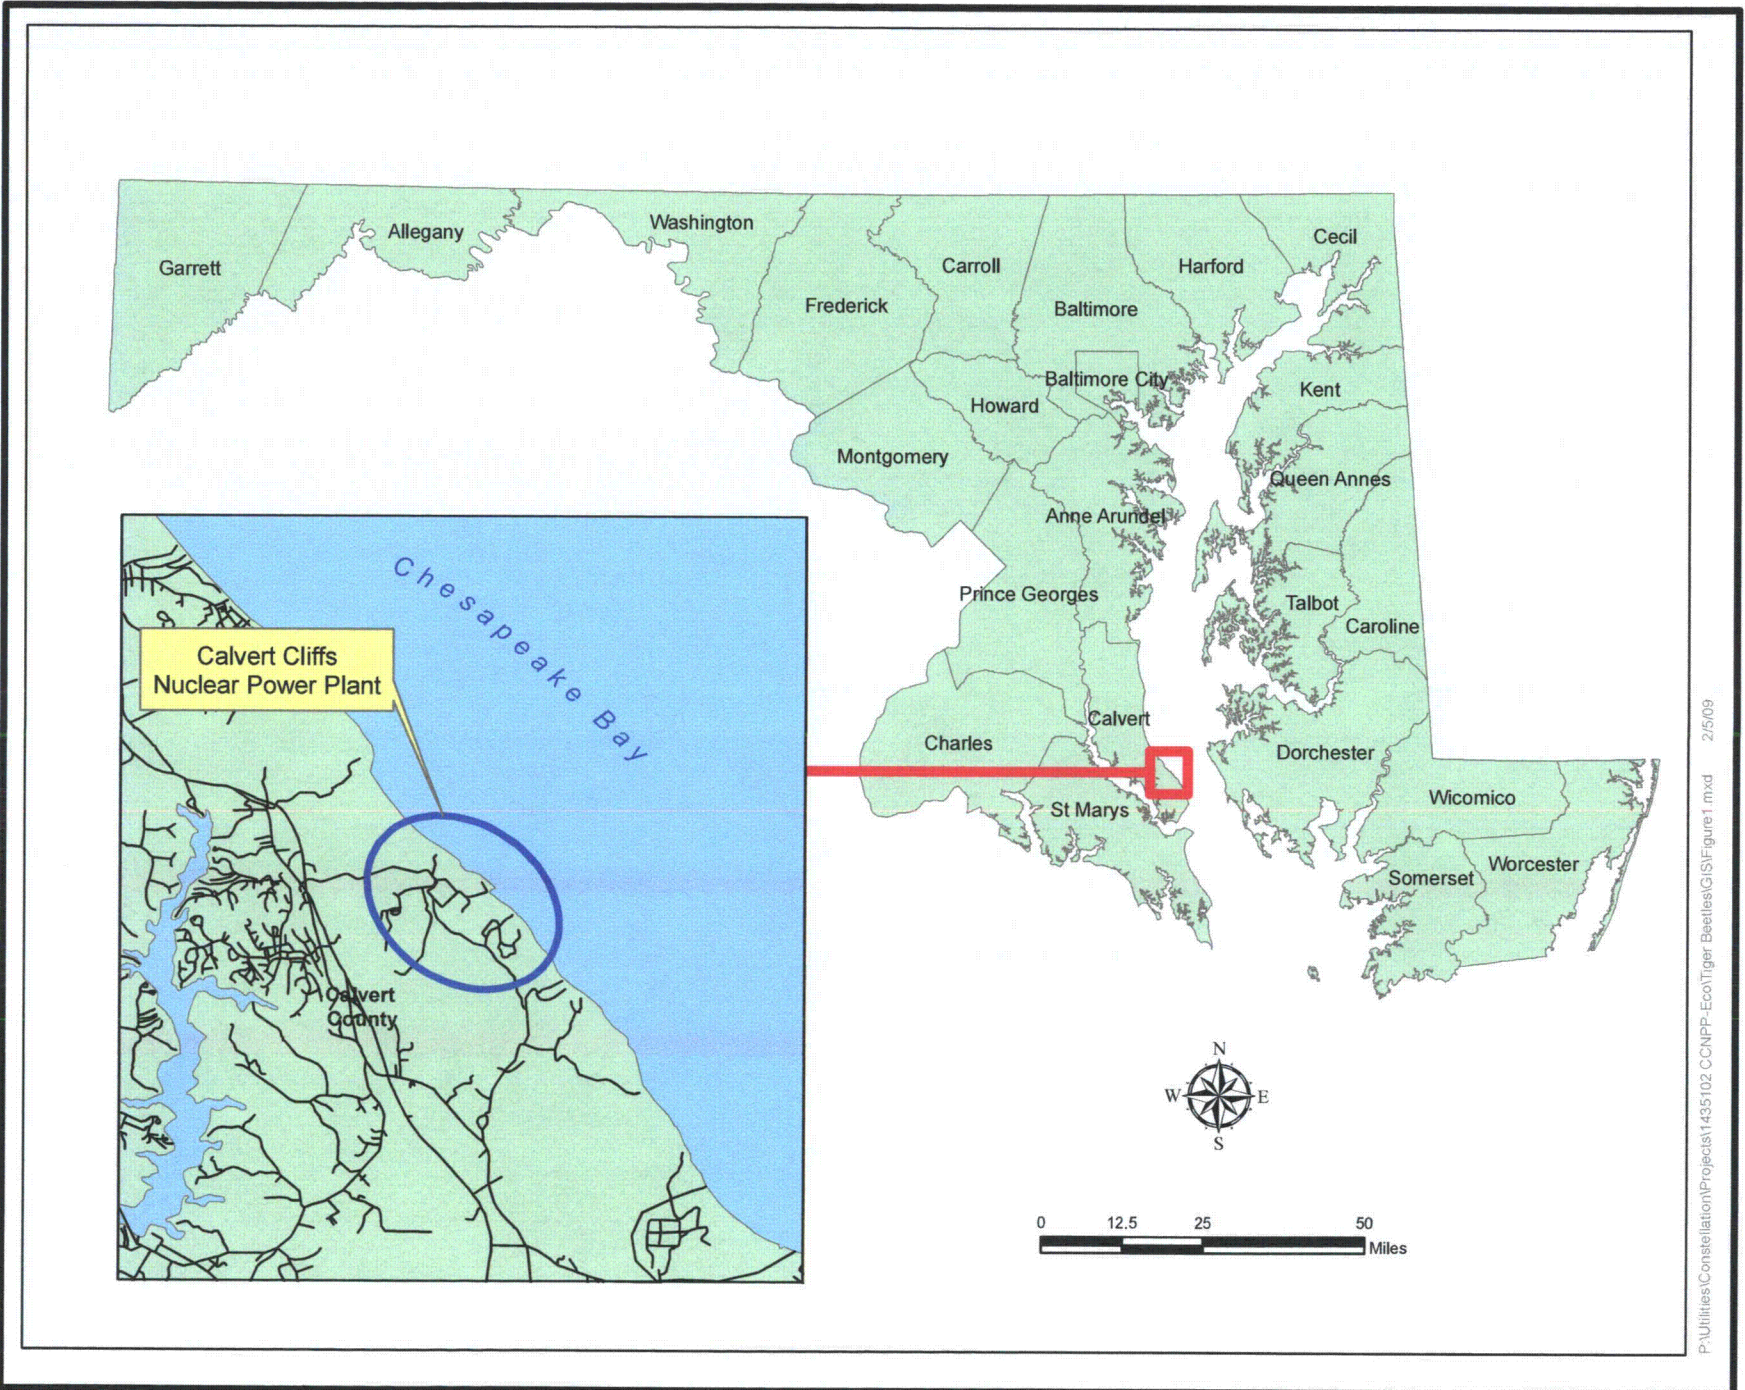 Garrett
Allegany
Washington
Frederick
Carroll
Baltimore
Harford
Cecil
Baltimore City
Howard
Kent
Montgomery
Queen Annes
Anne Arundel
Prince Georges
Talbot
Caroline
Calvert
Charles
Dorchester
St Marys
Wicomico
Worcester
Somerset
Chesapeake Bay
Calvert Cliffs
Nuclear Power Plant
Calvert
County
N
W
E
S
0 12.5 25 50
Miles
P:\Utilities\Constellation\Projects\1435102 CCNPP-Eco\Tiger Beetles\GIS\Figure1.mxd 2/5/09